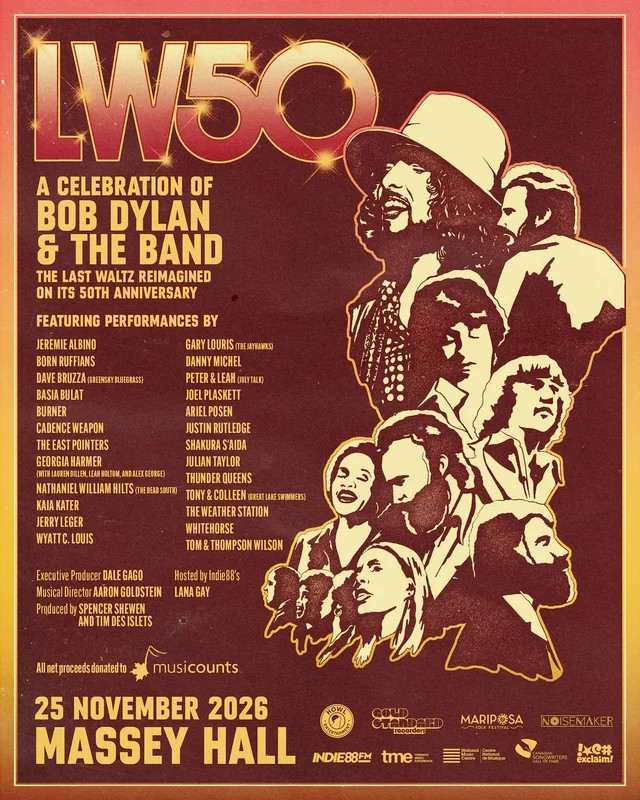 LW50
A CELEBRATION OF
BOB DYLAN
& THE BAND
THE LAST WALTZ REIMAGINED
ON ITS 50TH ANNIVERSARY
FEATURING PERFORMANCES BY
JEREMIE ALBINO
BORN RUFFIANS
DAVE BRUZZA (GREENSKY BLUEGRASS)
BASIA BULAT
BURNER
CADENCE WEAPON
THE EAST POINTERS
GEORGIA HARMER
(WITH LAUREN DILLEN, LEAH HOLTOM, AND ALEX GEORGE)
NATHANIEL WILLIAM HILTS (THE DEAD SOUTH)
KAIA KATER
JERRY LEGER
WYATT C. LOUIS
GARY LOURIS (THE JAYHAWKS)
DANNY MICHEL
PETER & LEAH (JULY TALK)
JOEL PLASKETT
ARIEL POSEN
JUSTIN RUTLEDGE
SHAKURA S'AIDA
JULIAN TAYLOR
THUNDER QUEENS
TONY & COLLEEN (GREAT LAKE SWIMMERS)
THE WEATHER STATION
WHITEHORSE
TOM & THOMPSON WILSON
Executive Producer DALE GAGO
Musical Director AARON GOLDSTEIN
Produced by SPENCER SHEWEN
AND TIM DES ISLETS
Hosted by Indie88's
LANA GAY
All net proceeds donated to musicounts
25 NOVEMBER 2026
MASSEY HALL
HOWL
ENTERTAINMENT
GOLD
STANDARD
recorders
MARIPOSA
FOLK FESTIVAL
NOISEMAKER
INDIE88FM
tme
National
Music
Centre
Centre
National
de Musique
CANADIAN
SONGWRITERS
HALL OF FAME
!*@#
exclaim!